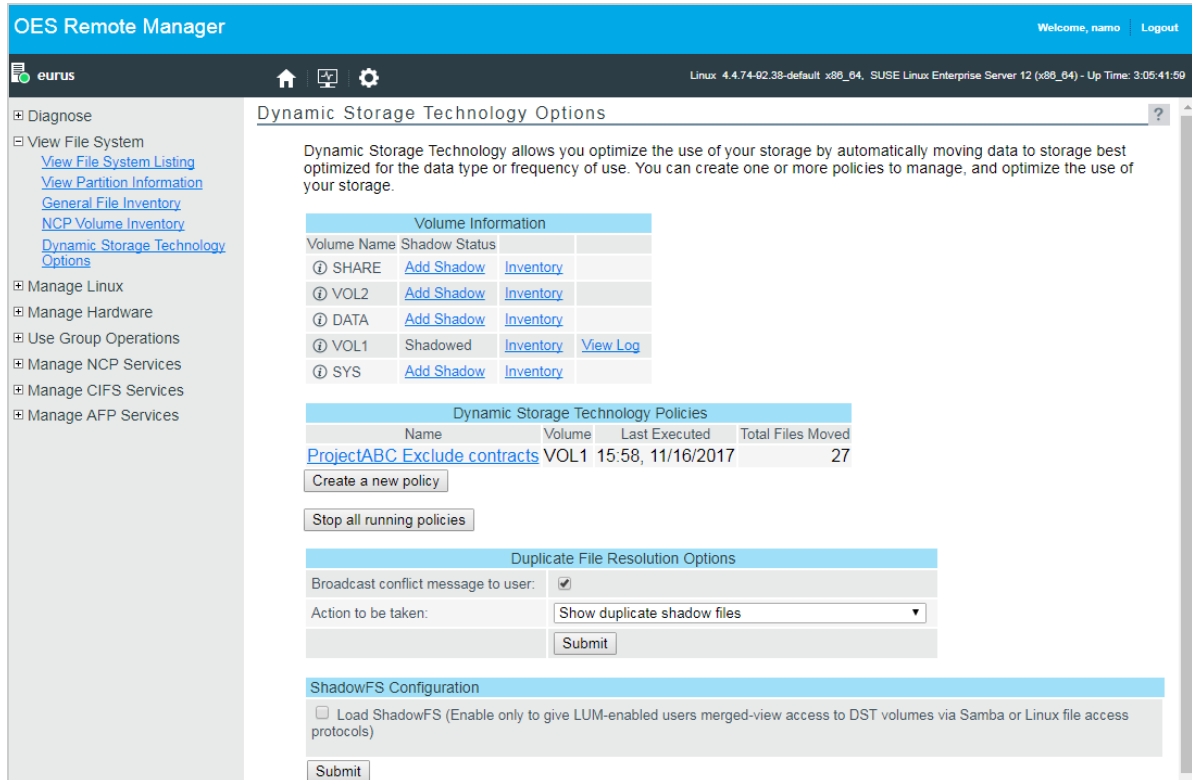 OES Remote Manager
Welcome, namo
Logout
eurus
Linux 4.4.74-92.38-default x86_64, SUSE Linux Enterprise Server 12 (x86_64) - Up Time: 3:05:41:59
Diagnose
View File System
View File System Listing
View Partition Information
General File Inventory
NCP Volume Inventory
Dynamic Storage Technology
Options
Manage Linux
Manage Hardware
Use Group Operations
Manage NCP Services
Manage CIFS Services
Manage AFP Services
Dynamic Storage Technology Options
?
Dynamic Storage Technology allows you optimize the use of your storage by automatically moving data to storage best
optimized for the data type or frequency of use. You can create one or more policies to manage, and optimize the use of
your storage.
Volume Information
Volume Name Shadow Status
SHARE Add Shadow Inventory
VOL2 Add Shadow Inventory
DATA Add Shadow Inventory
VOL1 Shadowed Inventory View Log
SYS Add Shadow Inventory
Dynamic Storage Technology Policies
Name Volume Last Executed Total Files Moved
ProjectABC Exclude contracts VOL1 15:58, 11/16/2017 27
Create a new policy
Stop all running policies
Duplicate File Resolution Options
Broadcast conflict message to user:
Action to be taken: Show duplicate shadow files
Submit
ShadowFS Configuration
Load ShadowFS (Enable only to give LUM-enabled users merged-view access to DST volumes via Samba or Linux file access
protocols)
Submit